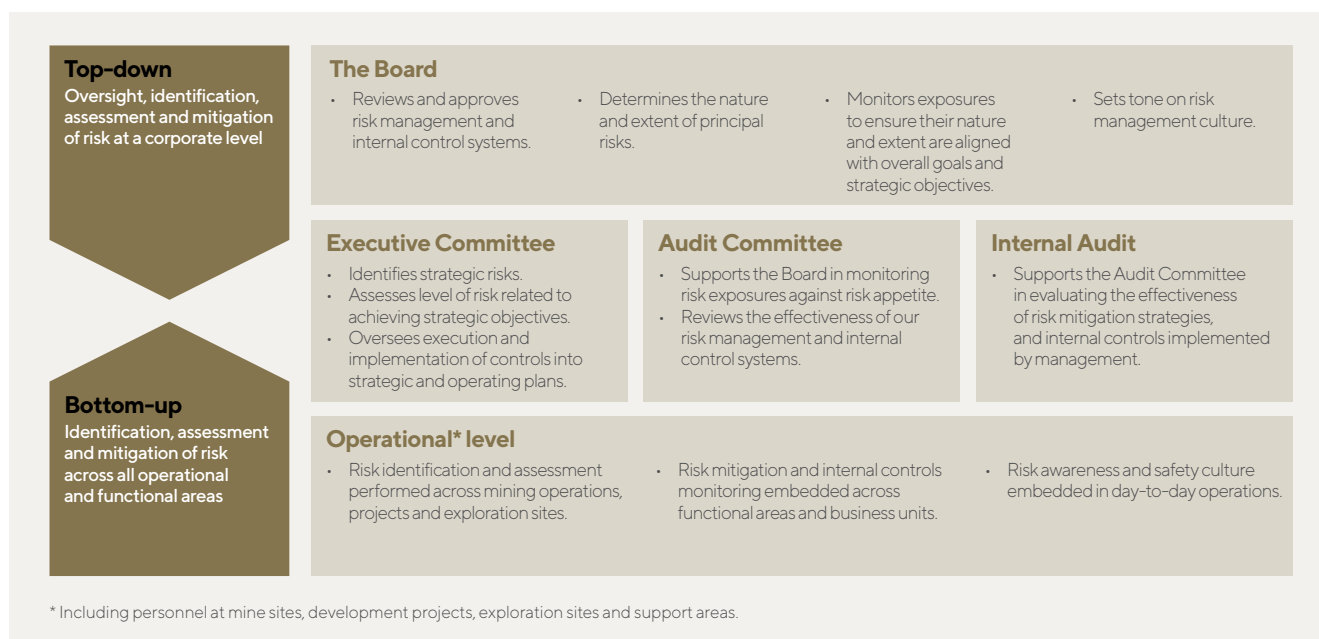 Top-down
Oversight, identification,
assessment and mitigation
of risk at a corporate level
The Board
• Reviews and approves
risk management and
internal control systems.
• Determines the nature
and extent of principal
risks.
• Monitors exposures
to ensure their nature
and extent are aligned
with overall goals and
strategic objectives.
• Sets tone on risk
management culture.
Executive Committee
• Identifies strategic risks.
• Assesses level of risk related to
achieving strategic objectives.
• Oversees execution and
implementation of controls into
strategic and operating plans.
Audit Committee
• Supports the Board in monitoring
risk exposures against risk appetite.
• Reviews the effectiveness of our
risk management and internal
control systems.
Internal Audit
• Supports the Audit Committee
in evaluating the effectiveness
of risk mitigation strategies,
and internal controls implemented
by management.
Bottom-up
Identification, assessment
and mitigation of risk
across all operational
and functional areas
Operational* level
• Risk identification and assessment
performed across mining operations,
projects and exploration sites.
• Risk mitigation and internal controls
monitoring embedded across
functional areas and business units.
• Risk awareness and safety culture
embedded in day-to-day operations.
* Including personnel at mine sites, development projects, exploration sites and support areas.